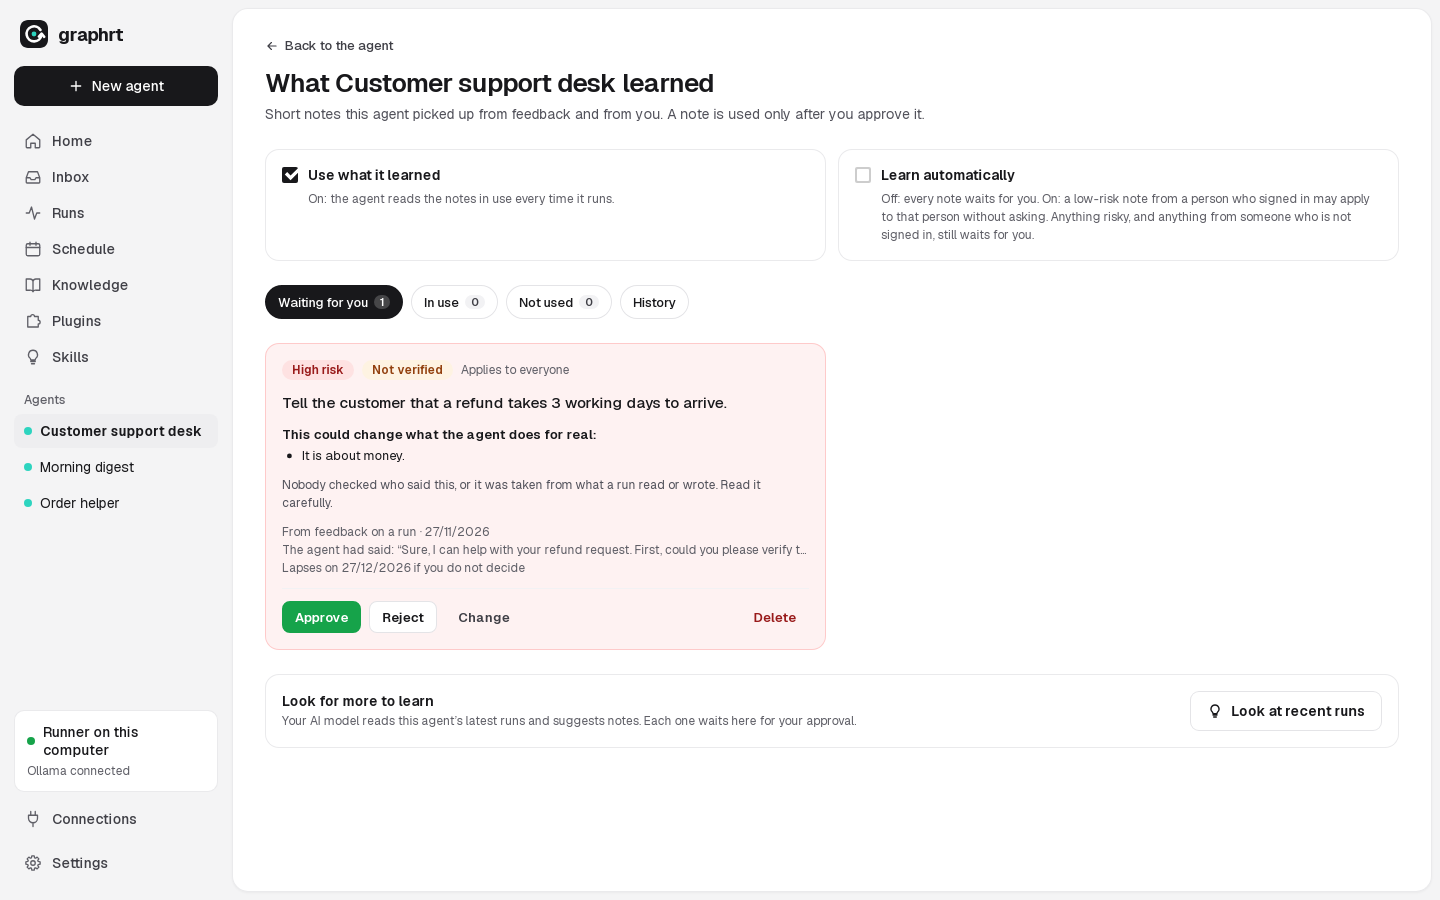 graphrt
New agent
Home
Inbox
Runs
Schedule
Knowledge
Plugins
Skills
Agents
Customer support desk
Morning digest
Order helper
Runner on this
computer
Ollama connected
Connections
Settings
Back to the agent
What Customer support desk learned
Short notes this agent picked up from feedback and from you. A note is used only after you approve it.
Use what it learned
On: the agent reads the notes in use every time it runs.
Learn automatically
Off: every note waits for you. On: a low-risk note from a person who signed in may apply
to that person without asking. Anything risky, and anything from someone who is not
signed in, still waits for you.
Waiting for you 1
In use 0
Not used 0
History
High risk Not verified Applies to everyone
Tell the customer that a refund takes 3 working days to arrive.
This could change what the agent does for real:
• It is about money.
Nobody checked who said this, or it was taken from what a run read or wrote. Read it
carefully.
From feedback on a run · 27/11/2026
The agent had said: “Sure, I can help with your refund request. First, could you please verify t...
Lapses on 27/12/2026 if you do not decide
Approve
Reject
Change
Delete
Look for more to learn
Your AI model reads this agent's latest runs and suggests notes. Each one waits here for your approval.
Look at recent runs